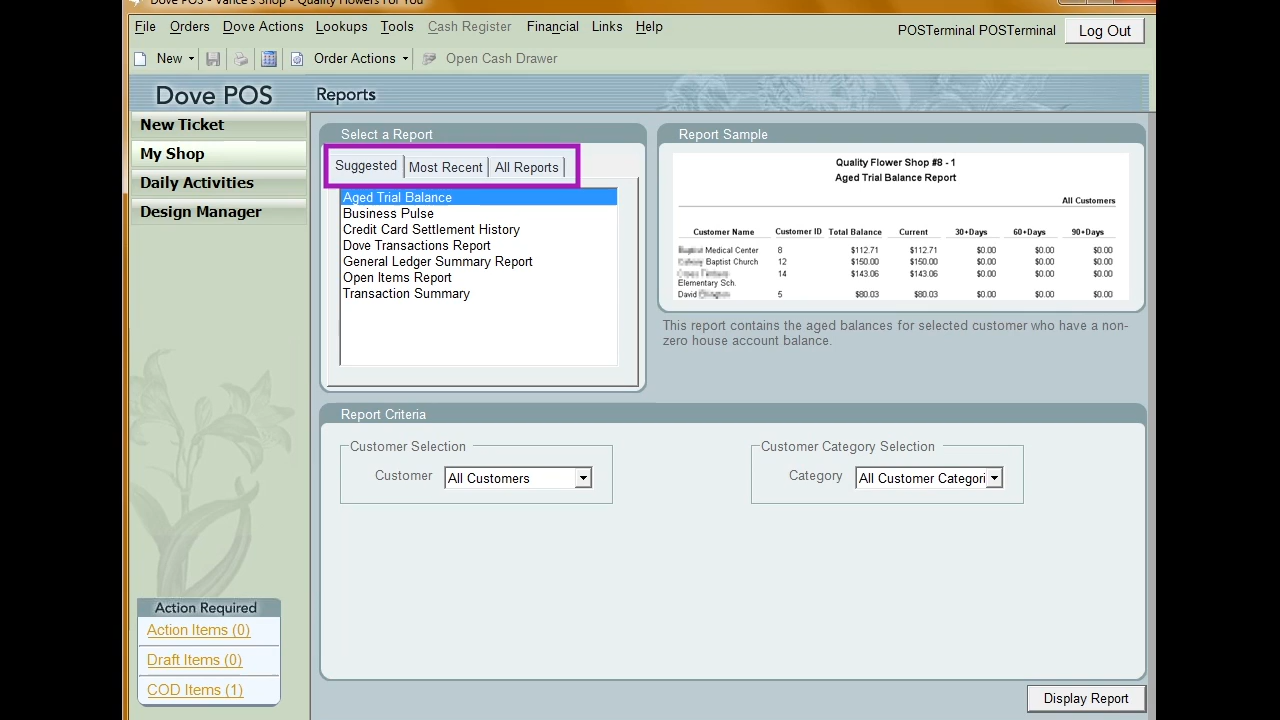 Dove POS - Vance's Shop - Quality Flowers For You
File Orders Dove Actions Lookups Tools Cash Register Financial Links Help
POSTerminal POSTerminal Log Out
New Order Actions Open Cash Drawer
Dove POS Reports
New Ticket
My Shop
Daily Activities
Design Manager
Select a Report
Suggested Most Recent All Reports
Aged Trial Balance
Business Pulse
Credit Card Settlement History
Dove Transactions Report
General Ledger Summary Report
Open Items Report
Transaction Summary
Report Sample
Quality Flower Shop #8 - 1
Aged Trial Balance Report
All Customers
Customer Name Customer ID Total Balance Current 30+Days 60+Days 90+Days
Medical Center 8 $112.71 $112.71 $0.00 $0.00 $0.00
Baptist Church 12 $150.00 $150.00 $0.00 $0.00 $0.00
14 $143.06 $143.06 $0.00 $0.00 $0.00
Elementary Sch.
David 5 $80.03 $80.03 $0.00 $0.00 $0.00
This report contains the aged balances for selected customer who have a non-
zero house account balance.
Report Criteria
Customer Selection
Customer All Customers
Customer Category Selection
Category All Customer Categori
Action Required
Action Items (0)
Draft Items (0)
COD Items (1)
Display Report